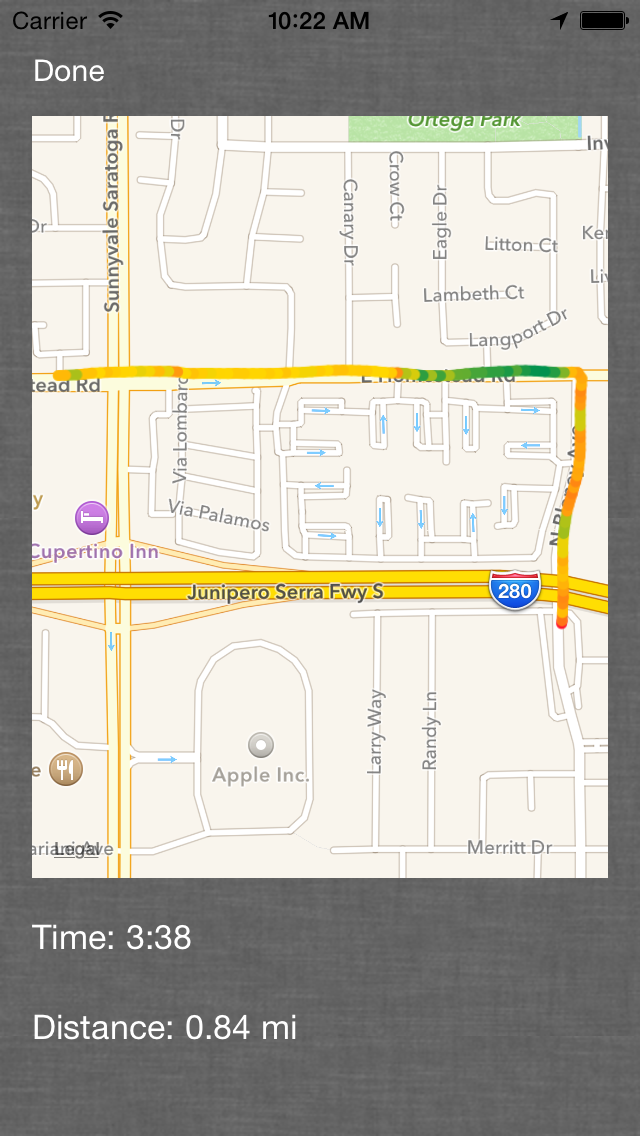 Carrier 10:22 AM
Done
Ortega Park
Inv
Sunnyvale Saratoga R
Dr
Canary Dr
Crow Ct
Eagle Dr
Dr
Litton Ct
Ker
Liv
Lambeth Ct
Langport Dr
tead Rd
E Homestead Rd
Via Lombardo
N Blaney Ave
y
Via Palamos
Cupertino Inn
Junipero Serra Fwy S
280
Larry Way
Randy Ln
e
Apple Inc.
ariani Ave
Legal
Merritt Dr
Time: 3:38
Distance: 0.84 mi